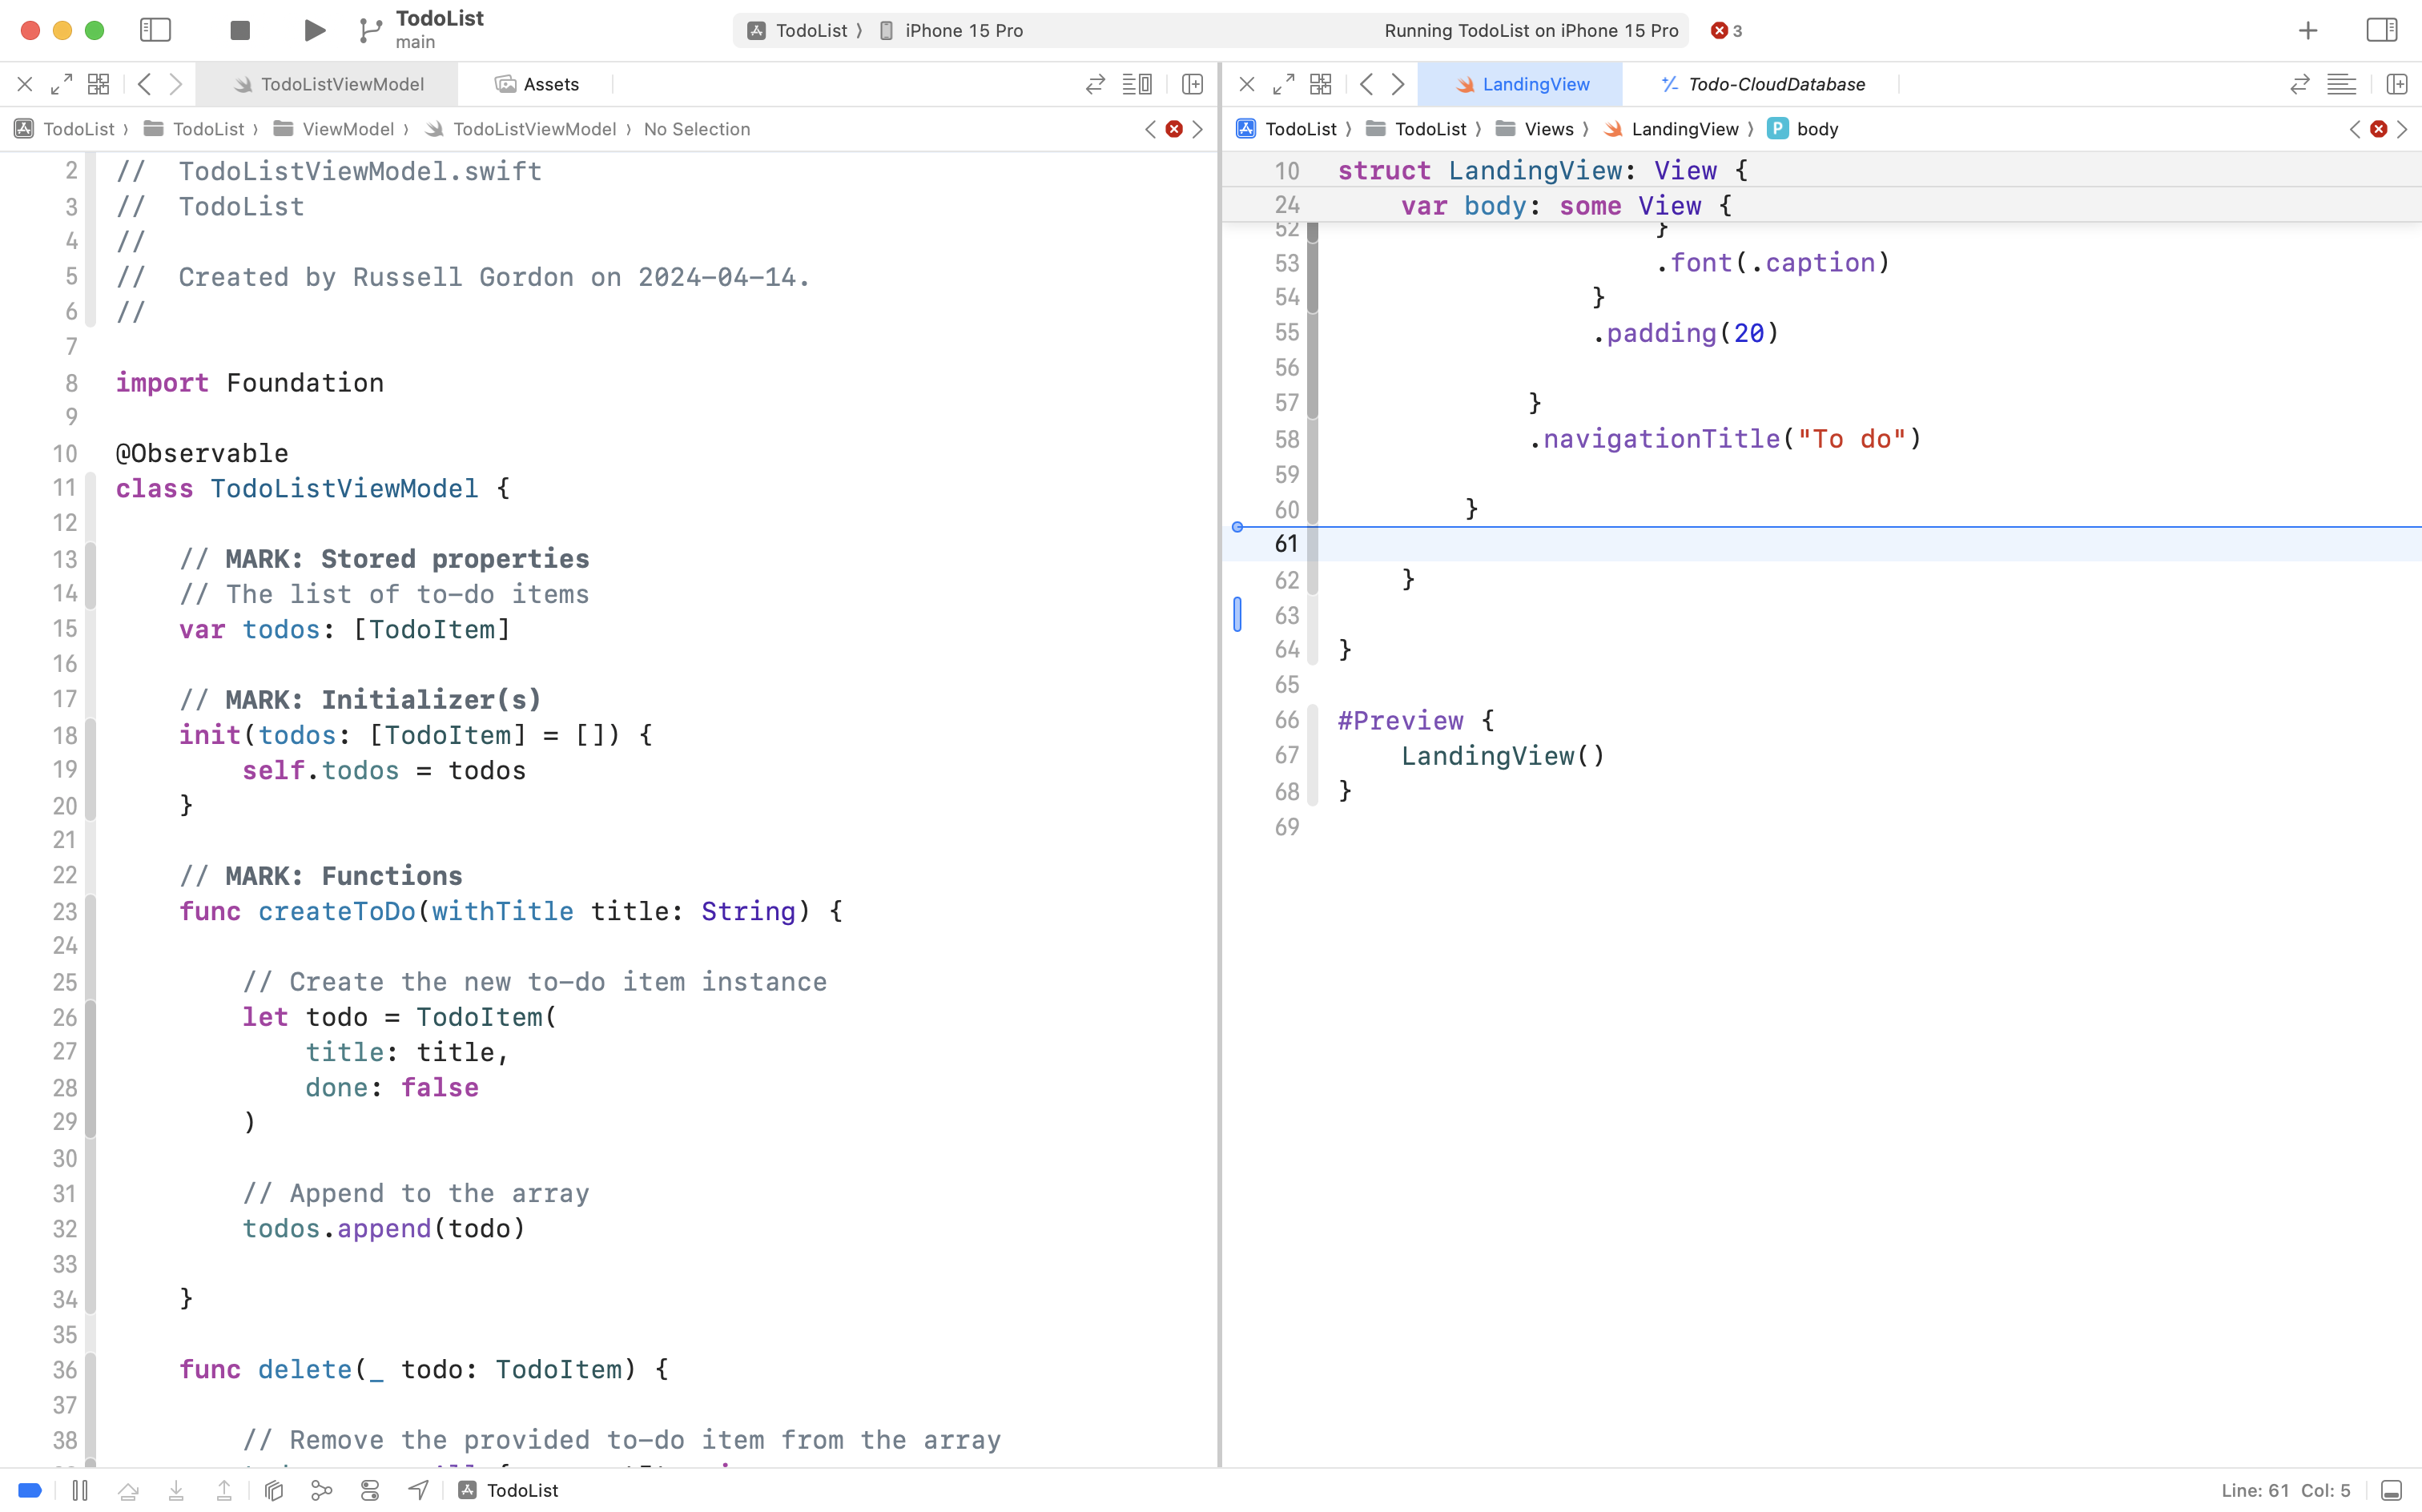 TodoList
main
TodoList 〉 iPhone 15 Pro
Running TodoList on iPhone 15 Pro
3
TodoListViewModel
Assets
TodoList 〉 TodoList 〉 ViewModel 〉 TodoListViewModel 〉 No Selection
2 //  TodoListViewModel.swift
3 //  TodoList
4 //
5 //  Created by Russell Gordon on 2024-04-14.
6 //
7
8 import Foundation
9
10 @Observable
11 class TodoListViewModel {
12
13     // MARK: Stored properties
14     // The list of to-do items
15     var todos: [TodoItem]
16
17     // MARK: Initializer(s)
18     init(todos: [TodoItem] = []) {
19         self.todos = todos
20     }
21
22     // MARK: Functions
23     func createToDo(withTitle title: String) {
24
25         // Create the new to-do item instance
26         let todo = TodoItem(
27             title: title,
28             done: false
29         )
30
31         // Append to the array
32         todos.append(todo)
33
34     }
35
36     func delete(_ todo: TodoItem) {
37
38         // Remove the provided to-do item from the array
LandingView
Todo-CloudDatabase
TodoList 〉 TodoList 〉 Views 〉 LandingView 〉 P body
10 struct LandingView: View {
24     var body: some View {
52                     }
53                     .font(.caption)
54                 }
55                 .padding(20)
56
57             }
58             .navigationTitle("To do")
59
60         }
61
62     }
63
64 }
65
66 #Preview {
67     LandingView()
68 }
69
TodoList
Line: 61  Col: 5